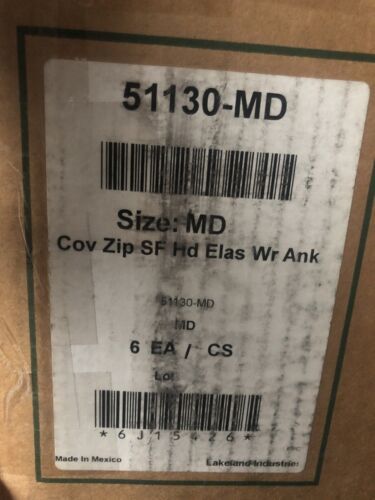 51130-MD
Size: MD
Cov Zip SF Hd Elas Wr Ank
51130-MD
MD
6 EA / CS
Lo
*6J15426*
Made In Mexico
Lakeland Industries